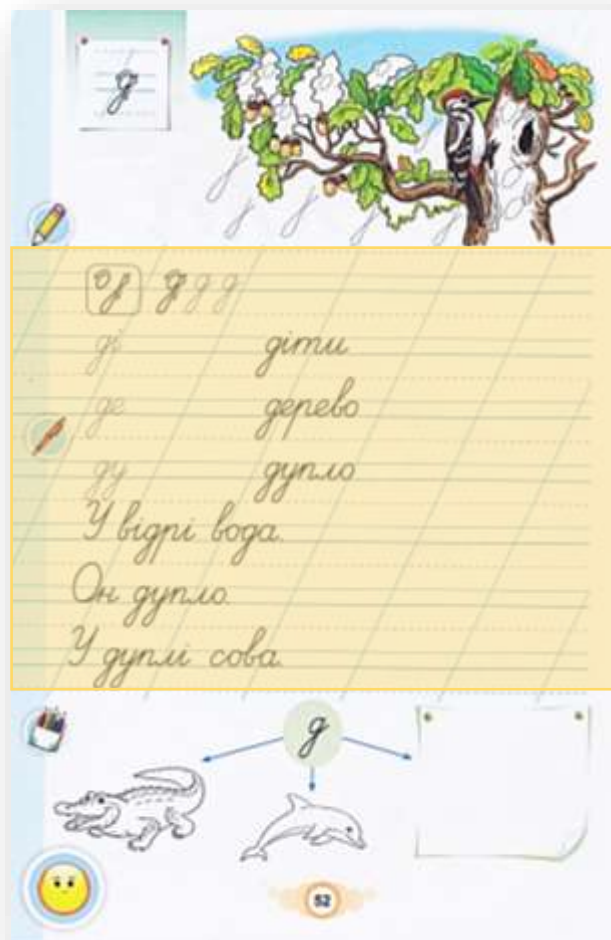 д д д д
ді діти
де дерево
ду дупло
У відрі вода.
Он дупло.
У дуплі сова.
д
52